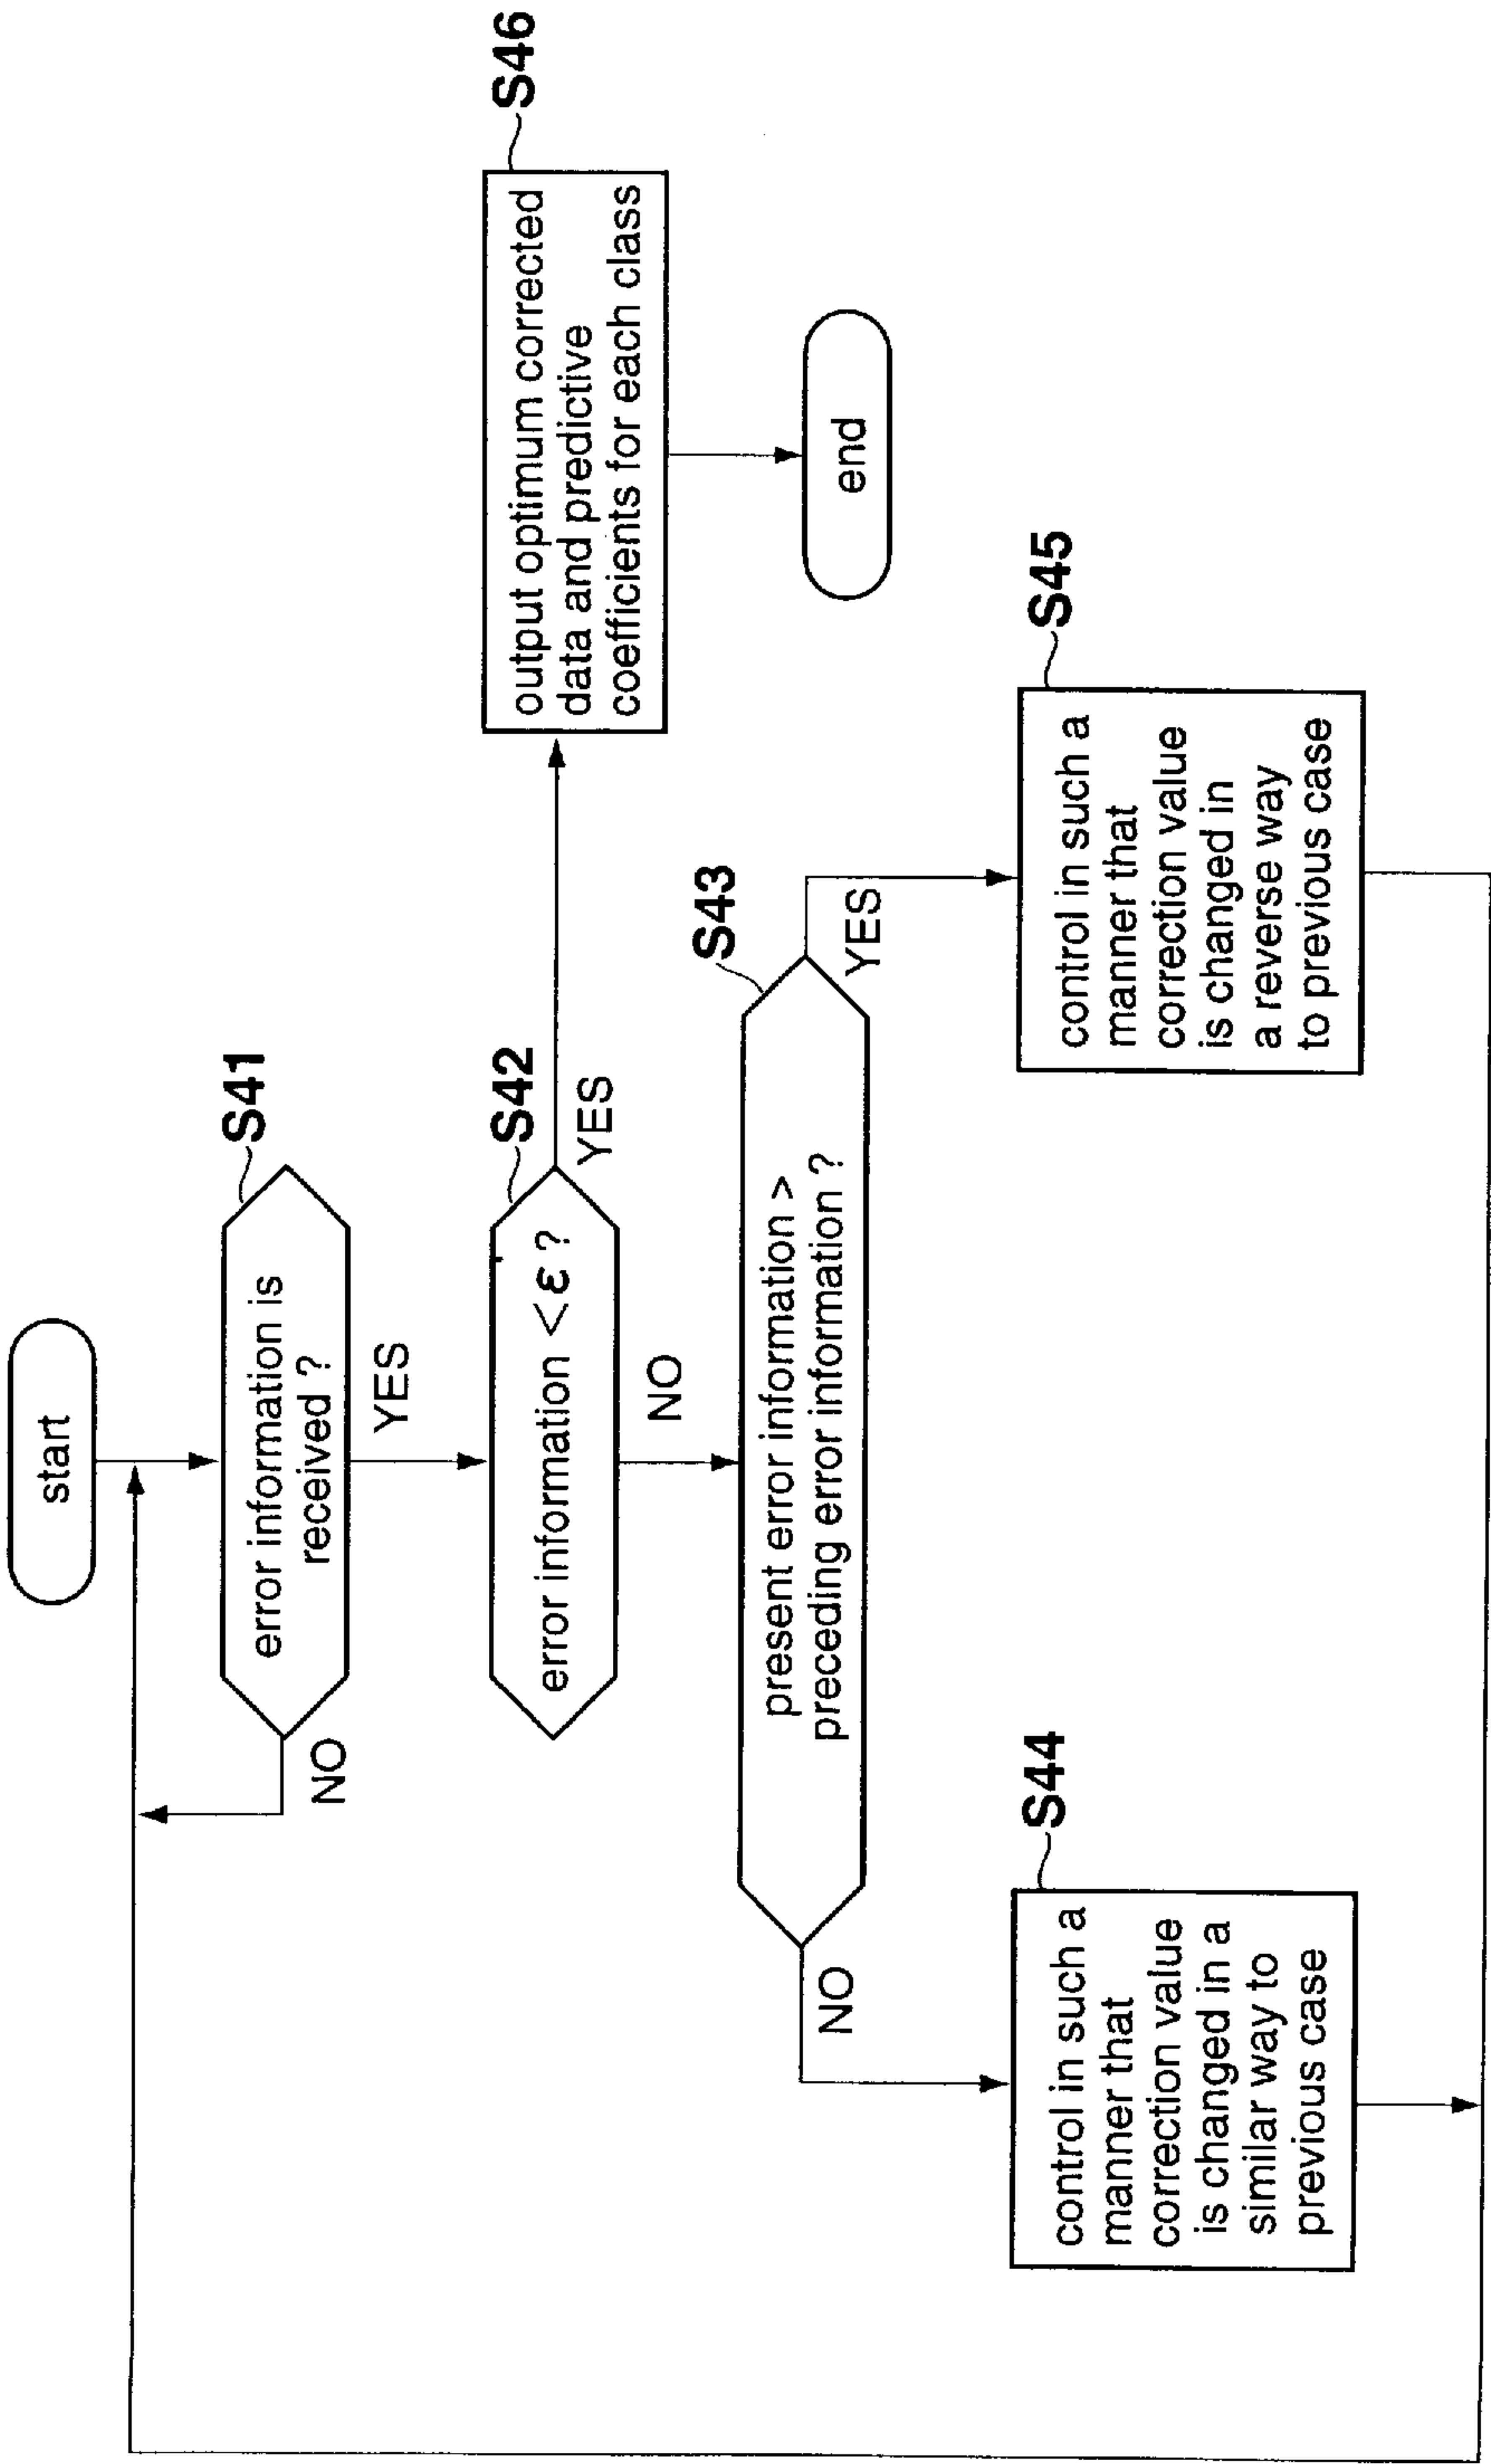 start
S41
error information is
received ?
NO
YES
S42
error information < ε ?
YES
NO
S46
output optimum corrected
data and predictive
coefficients for each class
end
S43
present error information >
preceding error information ?
NO
YES
S44
control in such a
manner that
correction value
is changed in a
similar way to
previous case
S45
control in such a
manner that
correction value
is changed in
a reverse way
to previous case